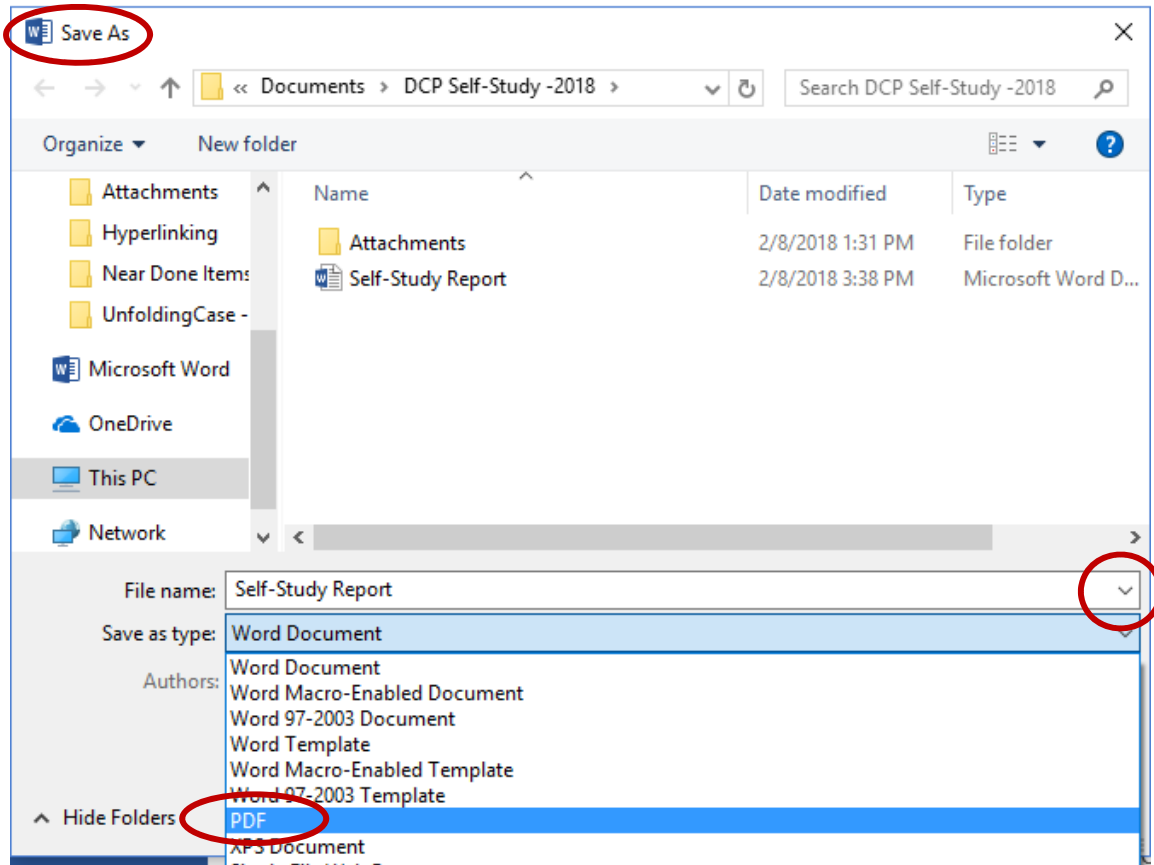 Save As
« Documents › DCP Self-Study -2018 ›
Search DCP Self-Study -2018
Organize
New folder
Name
Date modified
Type
Attachments
Hyperlinking
Near Done Items
UnfoldingCase -
Microsoft Word
OneDrive
This PC
Network
Attachments 2/8/2018 1:31 PM File folder
Self-Study Report 2/8/2018 3:38 PM Microsoft Word D...
File name: Self-Study Report
Save as type: Word Document
Authors:
Word Document
Word Macro-Enabled Document
Word 97-2003 Document
Word Template
Word Macro-Enabled Template
Word 97-2003 Template
Hide Folders
PDF
XPS Document